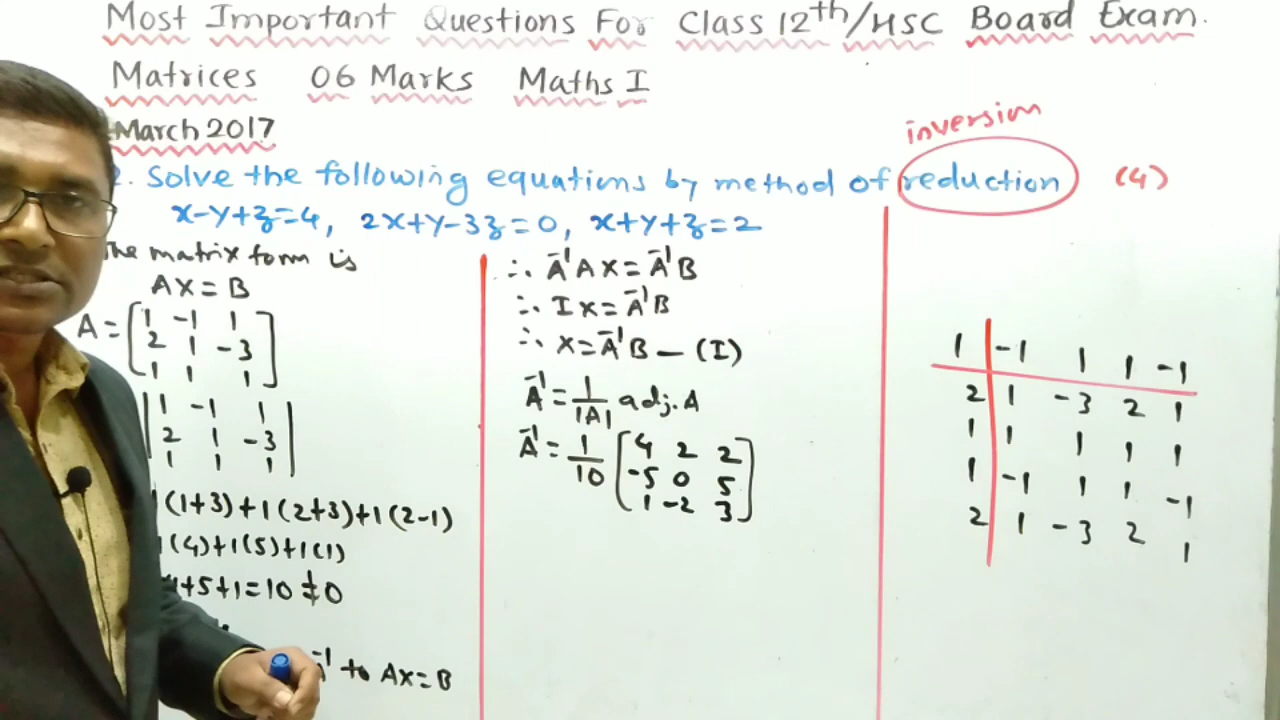 Most Important Questions For Class 12th/HSC Board Exam.
Matrices 06 Marks Maths I
March 2017
inversion
2. Solve the following equations by method of reduction (4)
x-y+z=4, 2x+y-3z=0, x+y+z=2
The matrix form is
AX = B
A = [1 -1 1
2 1 -3
1 1 1]
|1 -1 1
2 1 -3
1 1 1|
(1+3)+1(2+3)+1(2-1)
1(4)+1(5)+1(1)
4+5+1=10≠0
A⁻¹ to AX=B
∴ A⁻¹AX=A⁻¹B
∴ IX=A⁻¹B
∴ X=A⁻¹B — (I)
A⁻¹ = 1/|A| adj. A
A⁻¹ = 1/10 [4 2 2
-5 0 5
1 -2 3]
1 -1 1 1 -1
2 1 -3 2 1
1 1 1 1 1
1 -1 1 1 -1
2 1 -3 2 1